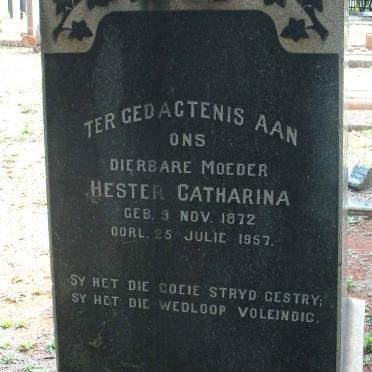 TER GEDAGTENIS AAN
ONS
DIERBARE MOEDER
HESTER CATHARINA
GEB. 9 NOV. 1872
OORL. 25 JULIE 1957.
SY HET DIE GOEIE STRYD GESTRY;
SY HET DIE WEDLOOP VOLEINDIG.